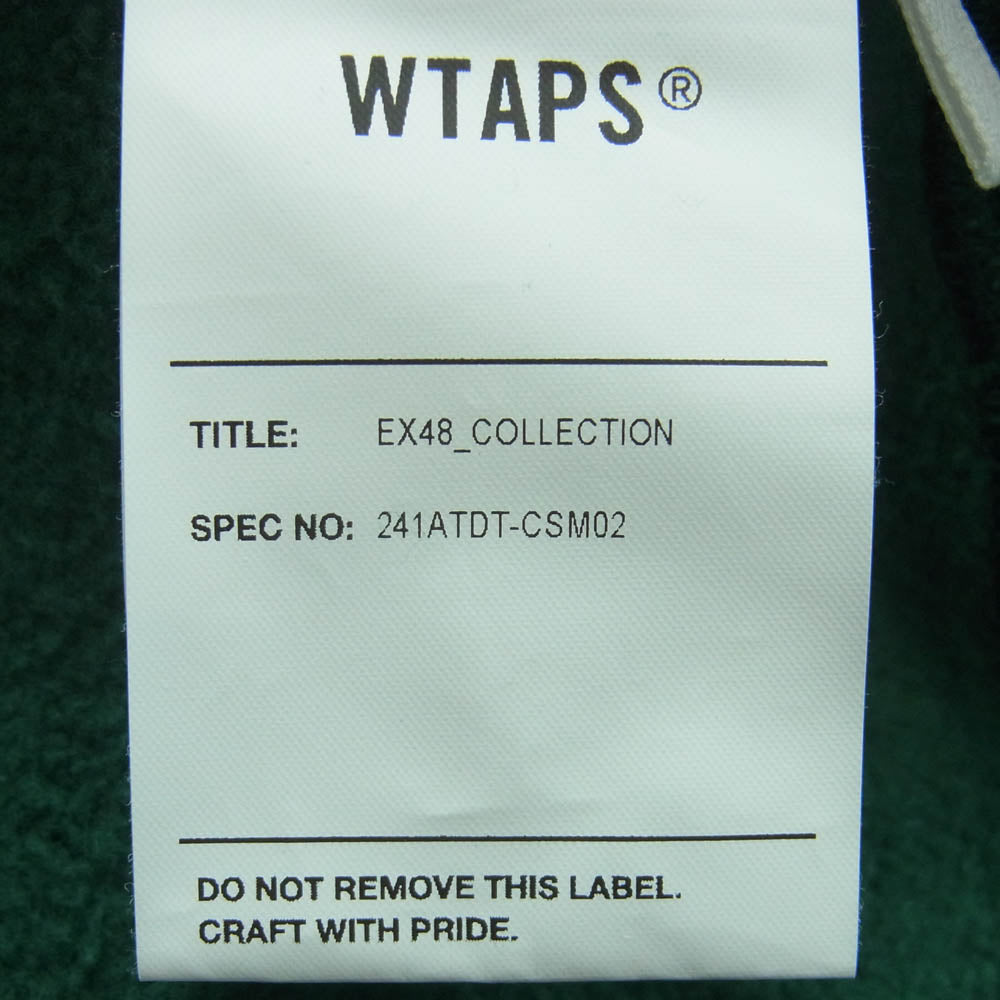 WTAPS®
TITLE: EX48_COLLECTION
SPEC NO: 241ATDT-CSM02
DO NOT REMOVE THIS LABEL.
CRAFT WITH PRIDE.